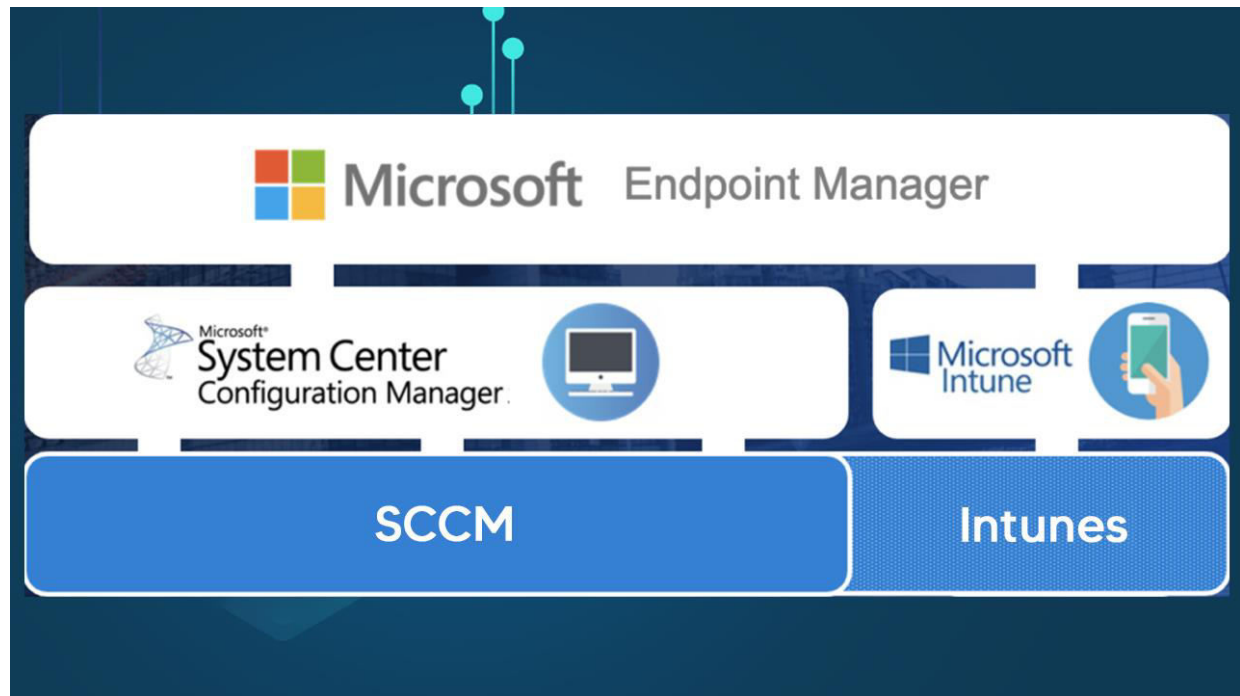 Microsoft Endpoint Manager
Microsoft®
System Center
Configuration Manager.
Microsoft
Intune
SCCM
Intunes